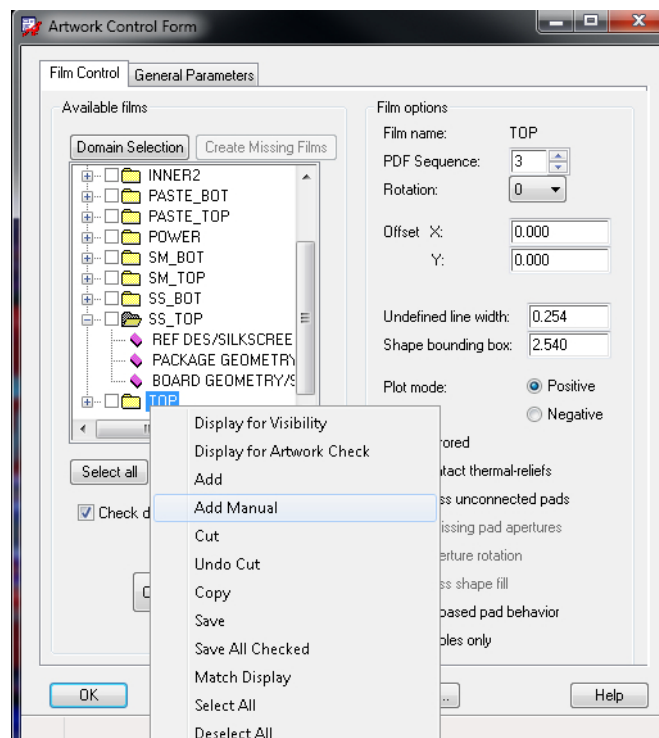 Artwork Control Form
Film Control
General Parameters
Available films
Domain Selection
Create Missing Films
INNER2
PASTE_BOT
PASTE_TOP
POWER
SM_BOT
SM_TOP
SS_BOT
SS_TOP
REF DES/SILKSCREE
PACKAGE GEOMETRY
BOARD GEOMETRY/S
TOP
Select all
Check d
Display for Visibility
Display for Artwork Check
Add
Add Manual
Cut
Undo Cut
Copy
Save
Save All Checked
Match Display
Select All
Deselect All
Film options
Film name: TOP
PDF Sequence: 3
Rotation: 0
Offset X: 0.000
Y: 0.000
Undefined line width: 0.254
Shape bounding box: 2.540
Plot mode: Positive
Negative
rored
tact thermal-reliefs
ss unconnected pads
issing pad apertures
erture rotation
ss shape fill
based pad behavior
oles only
OK
..
Help